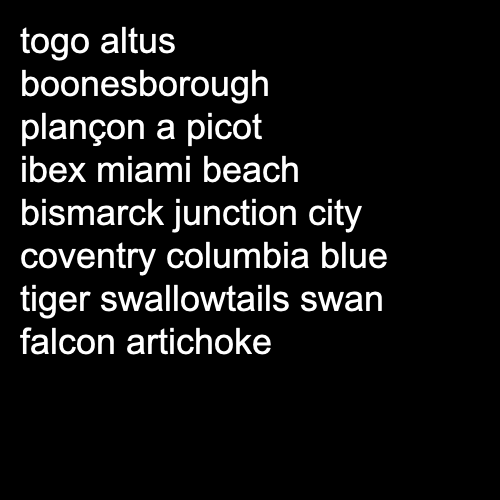 togo altus
boonesborough
plançon a picot
ibex miami beach
bismarck junction city
coventry columbia blue
tiger swallowtails swan
falcon artichoke